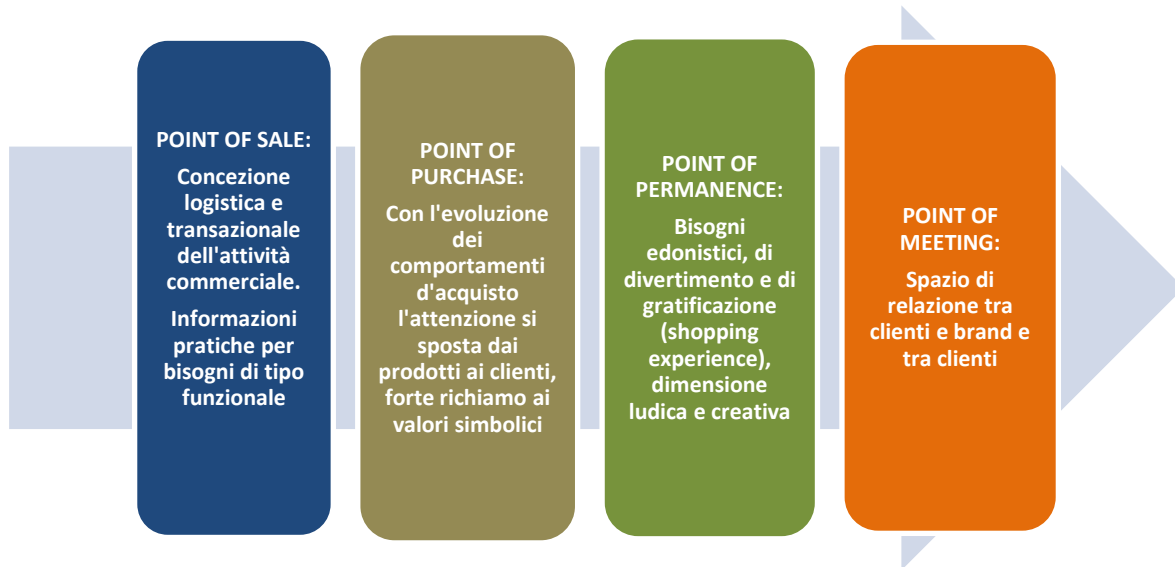 POINT OF SALE:
Concezione
logistica e
transazionale
dell'attività
commerciale.
Informazioni
pratiche per
bisogni di tipo
funzionale
POINT OF
PURCHASE:
Con l'evoluzione
dei
comportamenti
d'acquisto
l'attenzione si
sposta dai
prodotti ai clienti,
forte richiamo ai
valori simbolici
POINT OF
PERMANENCE:
Bisogni
edonistici, di
divertimento e di
gratificazione
(shopping
experience),
dimensione
ludica e creativa
POINT OF
MEETING:
Spazio di
relazione tra
clienti e brand e
tra clienti